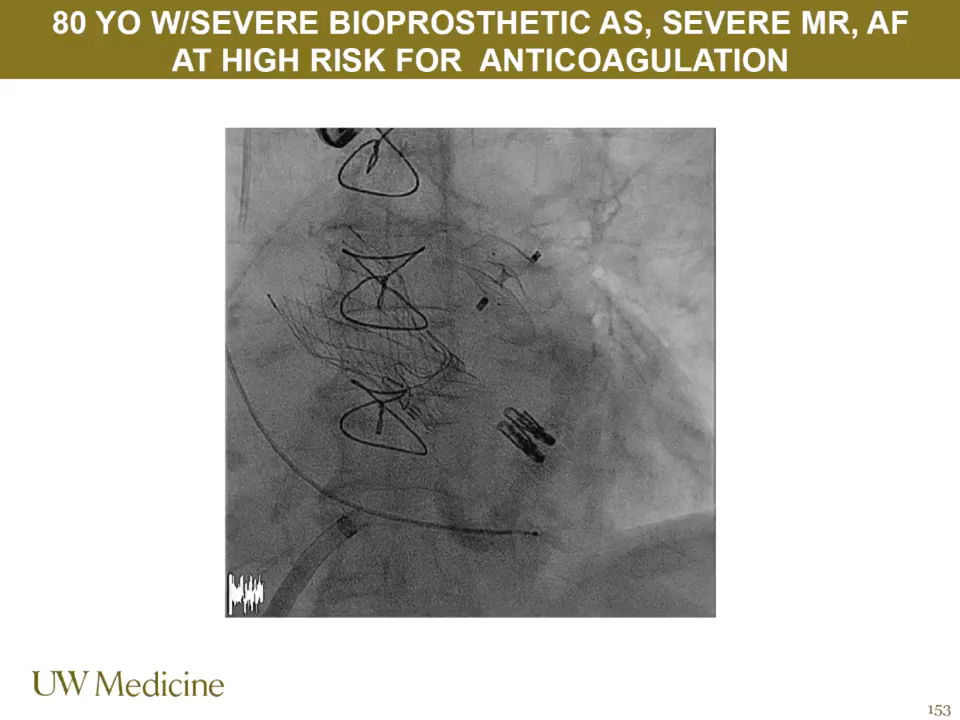 80 YO W/SEVERE BIOPROSTHETIC AS, SEVERE MR, AF
AT HIGH RISK FOR  ANTICOAGULATION
UW Medicine
153